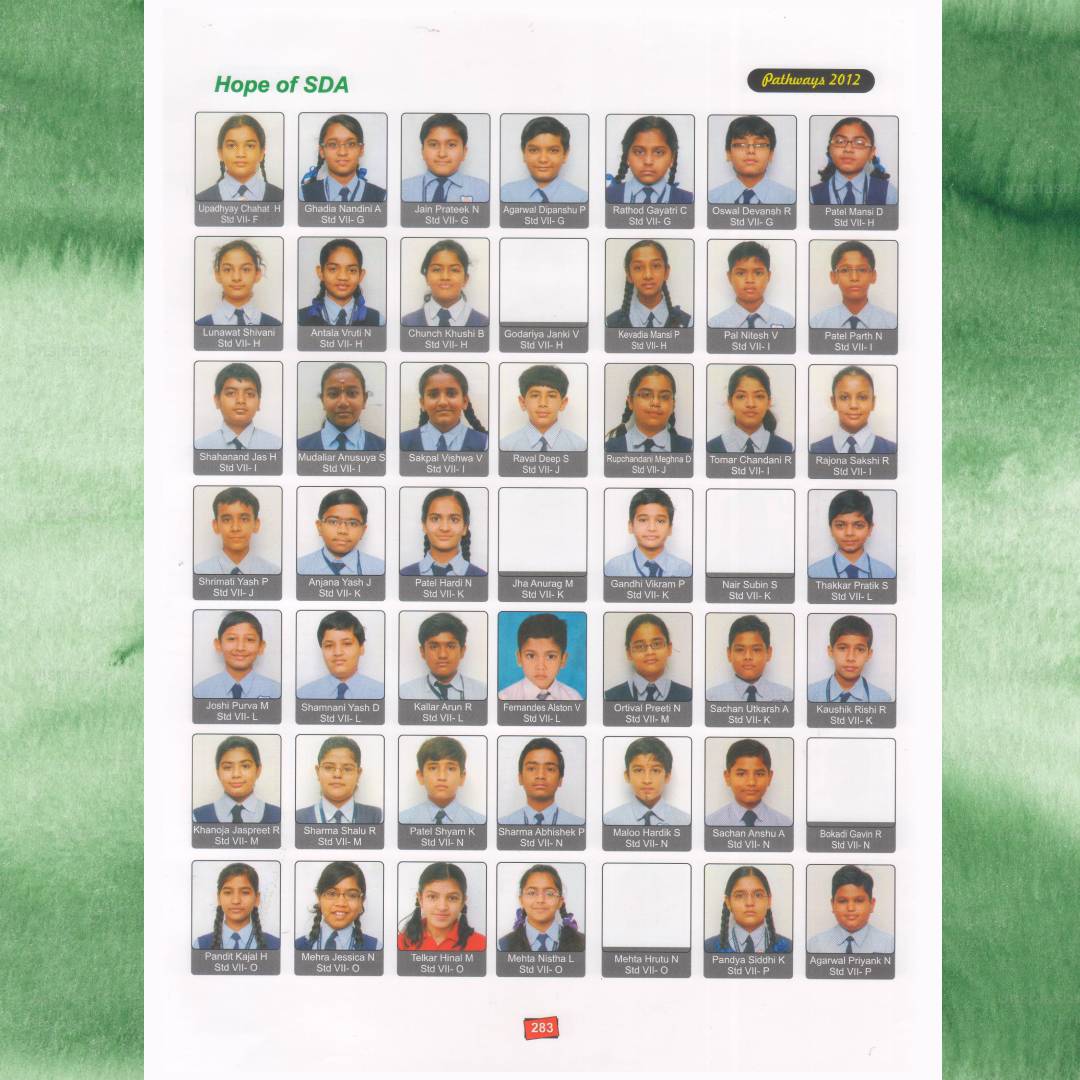 Hope of SDA
Pathways 2012
Upadhyay Chahat H
Std VII- F
Ghadia Nandini A
Std VII- G
Jain Prateek N
Std VII- G
Agarwal Dipanshu P
Std VII- G
Rathod Gayatri C
Std VII- G
Oswal Devansh R
Std VII- G
Patel Mansi D
Std VII- H
Lunawat Shivani
Std VII- H
Antala Vruti N
Std VII- H
Chunch Khushi B
Std VII- H
Godariya Janki V
Std VII- H
Kevadia Mansi P
Std VII- H
Pal Nitesh V
Std VII- I
Patel Parth N
Std VII- I
Shahanand Jas H
Std VII- I
Mudaliar Anusuya S
Std VII- I
Sakpal Vishwa V
Std VII- I
Raval Deep S
Std VII- J
Rupchandani Meghna D
Std VII- J
Tomar Chandani R
Std VII- I
Rajona Sakshi R
Std VII- I
Shrimati Yash P
Std VII- J
Anjana Yash J
Std VII- K
Patel Hardi N
Std VII- K
Jha Anurag M
Std VII- K
Gandhi Vikram P
Std VII- K
Nair Subin S
Std VII- K
Thakkar Pratik S
Std VII- L
Joshi Purva M
Std VII- L
Shamnani Yash D
Std VII- L
Kallar Arun R
Std VII- L
Fernandes Alston V
Std VII- L
Ortival Preeti N
Std VII- M
Sachan Utkarsh A
Std VII- K
Kaushik Rishi R
Std VII- K
Khanoja Jaspreet R
Std VII- M
Sharma Shalu R
Std VII- M
Patel Shyam K
Std VII- N
Sharma Abhishek P
Std VII- N
Maloo Hardik S
Std VII- N
Sachan Anshu A
Std VII- N
Bokadi Gavin R
Std VII- N
Pandit Kajal H
Std VII- O
Mehra Jessica N
Std VII- O
Telkar Hinal M
Std VII- O
Mehta Nistha L
Std VII- O
Mehta Hrutu N
Std VII- O
Pandya Siddhi K
Std VII- P
Agarwal Priyank N
Std VII- P
283